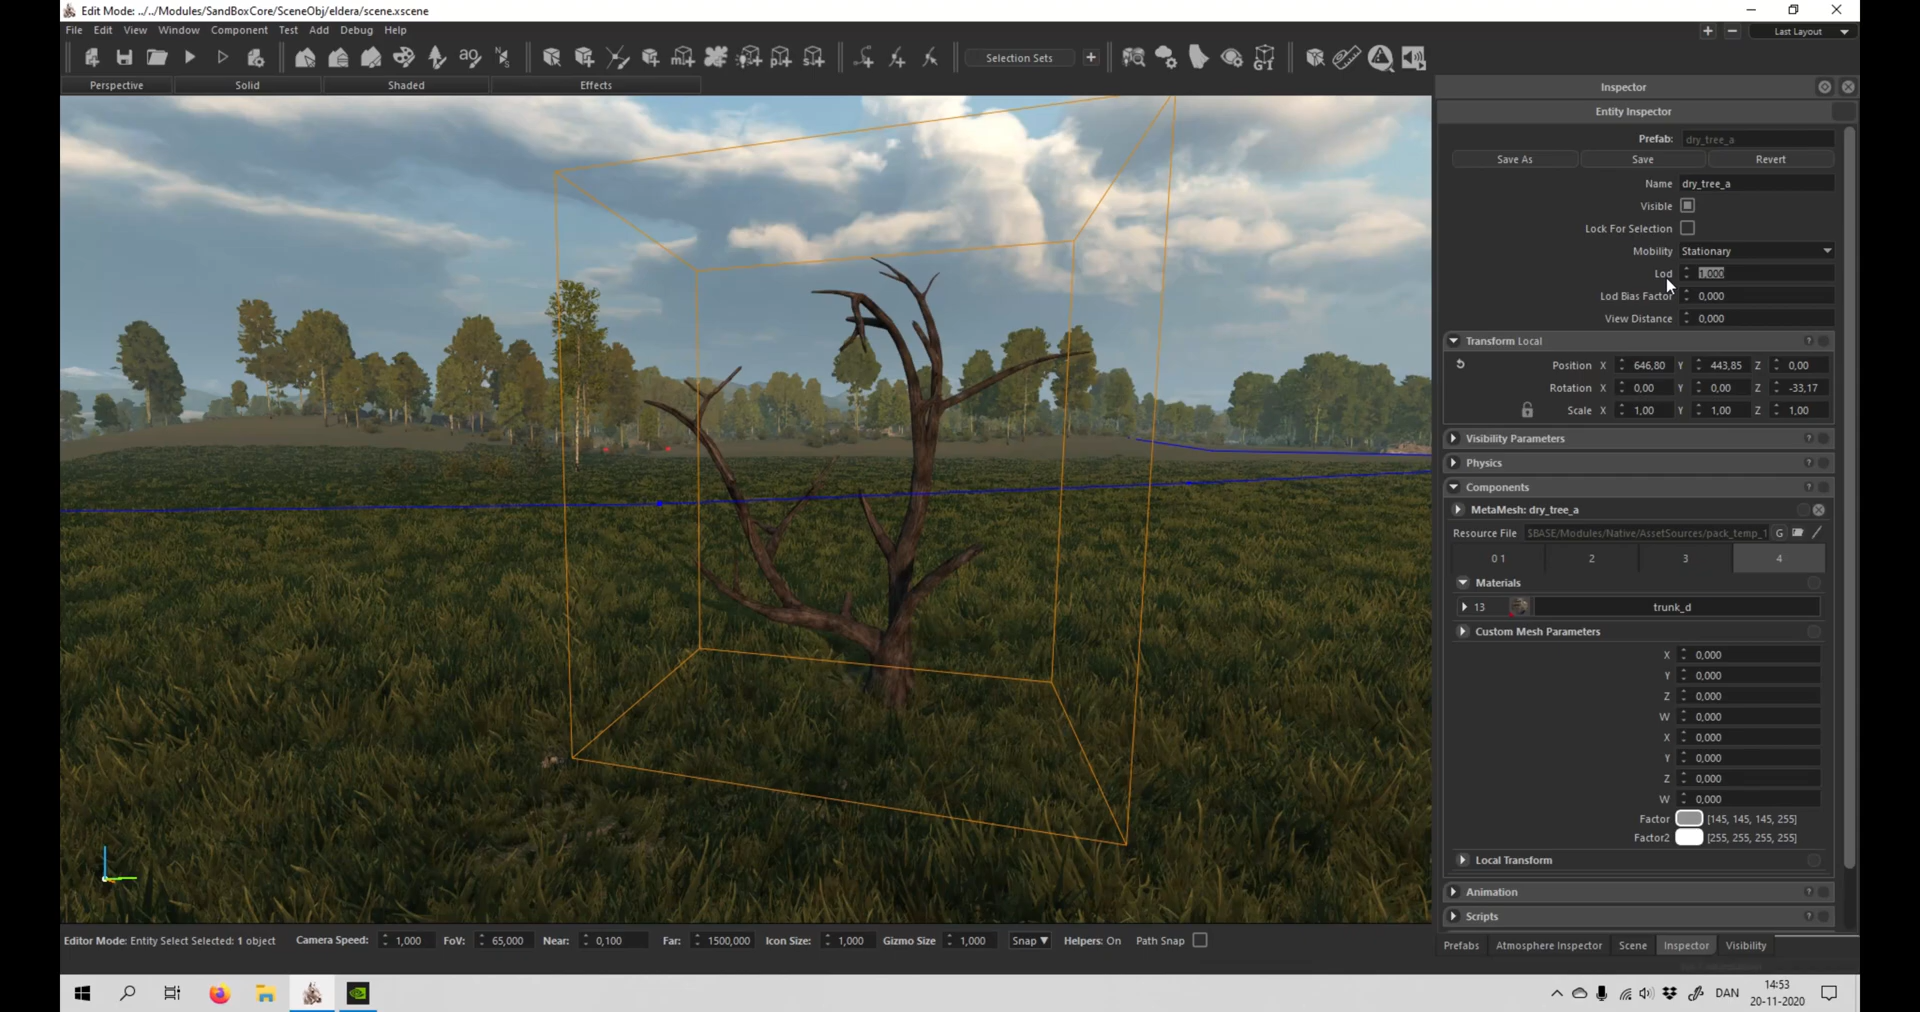 Edit Mode: ../../Modules/SandBoxCore/SceneObj/eldera/scene.xscene
File Edit View Window Component Test Add Debug Help
Last Layout
ao
Selection Sets
GI
Perspective Solid Shaded Effects
Inspector
Entity Inspector
Prefab: dry_tree_a
Save As Save Revert
Name dry_tree_a
Visible
Lock For Selection
Mobility Stationary
Lod 1,000
Lod Bias Factor 0,000
View Distance 0,000
Transform Local ?
Position X 646,80 Y 443,85 Z 0,00
Rotation X 0,00 Y 0,00 Z -33,17
Scale X 1,00 Y 1,00 Z 1,00
Visibility Parameters ?
Physics ?
Components ?
MetaMesh: dry_tree_a
Resource File $BASE/Modules/Native/AssetSources/pack_temp_1 G
0 1 2 3 4
Materials
13 trunk_d
Custom Mesh Parameters
X 0,000
Y 0,000
Z 0,000
W 0,000
X 0,000
Y 0,000
Z 0,000
W 0,000
Factor [145, 145, 145, 255]
Factor2 [255, 255, 255, 255]
Local Transform
Animation ?
Scripts ?
Editor Mode: Entity Select Selected: 1 object Camera Speed: 1,000 FoV: 65,000 Near: 0,100 Far: 1500,000 Icon Size: 1,000 Gizmo Size 1,000 Snap Helpers: On Path Snap
Prefabs Atmosphere Inspector Scene Inspector Visibility
DAN
14:53
20-11-2020